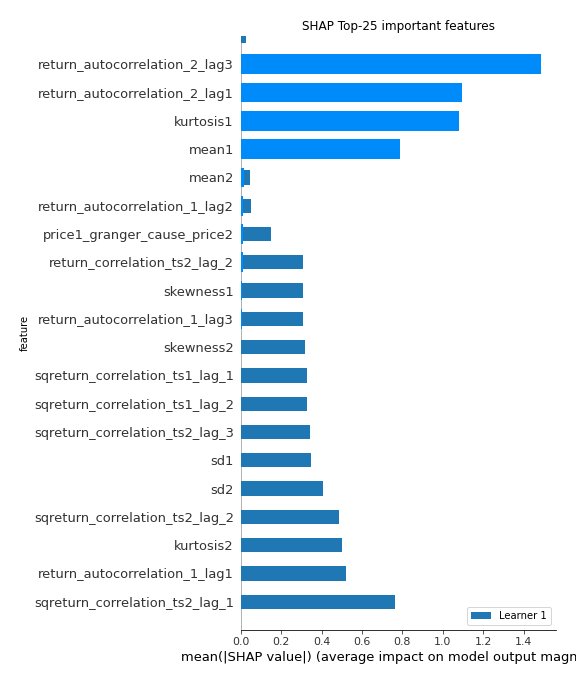 SHAP Top-25 important features
return_autocorrelation_2_lag3
return_autocorrelation_2_lag1
kurtosis1
mean1
mean2
return_autocorrelation_1_lag2
price1_granger_cause_price2
return_correlation_ts2_lag_2
skewness1
return_autocorrelation_1_lag3
skewness2
sqreturn_correlation_ts1_lag_1
sqreturn_correlation_ts1_lag_2
sqreturn_correlation_ts2_lag_3
sd1
sd2
sqreturn_correlation_ts2_lag_2
kurtosis2
return_autocorrelation_1_lag1
sqreturn_correlation_ts2_lag_1
feature
Learner 1
0.0 0.2 0.4 0.6 0.8 1.0 1.2 1.4
mean(|SHAP value|) (average impact on model output magn